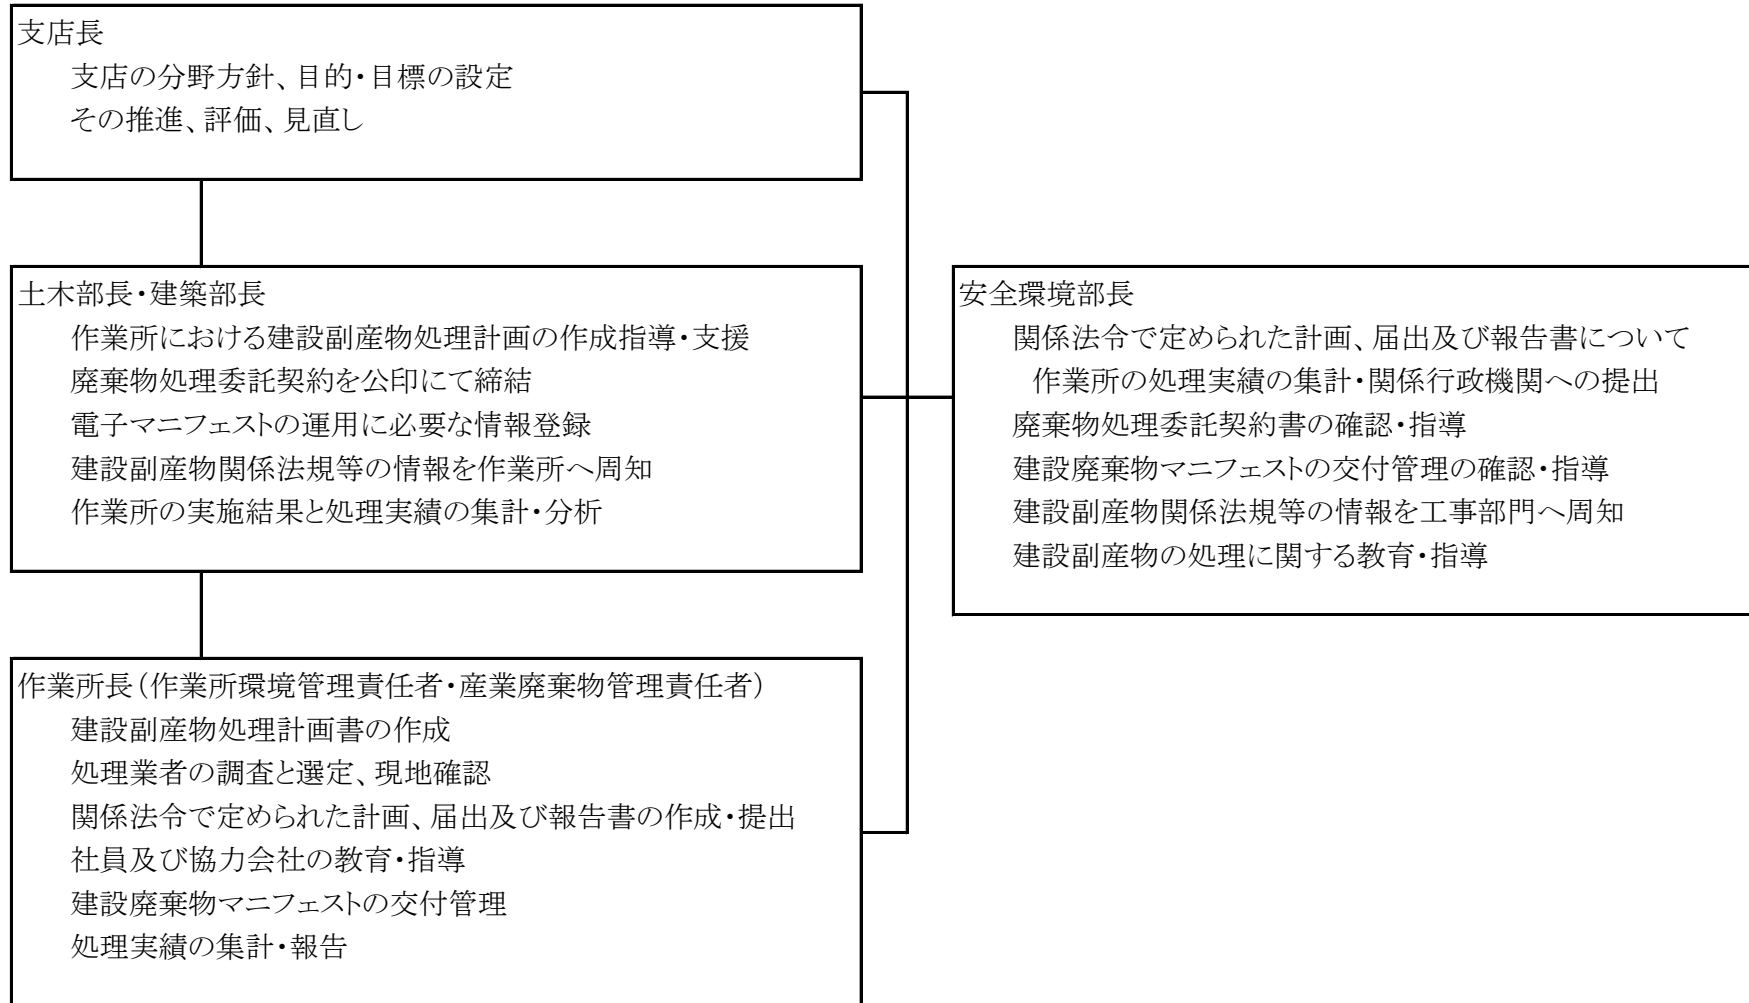 支店長
支店の分野方針、目的・目標の設定
その推進、評価、見直し
土木部長・建築部長
作業所における建設副産物処理計画の作成指導・支援
廃棄物処理委託契約を公印にて締結
電子マニフェストの運用に必要な情報登録
建設副産物関係法規等の情報を作業所へ周知
作業所の実施結果と処理実績の集計・分析
安全環境部長
関係法令で定められた計画、届出及び報告書について
作業所の処理実績の集計・関係行政機関への提出
廃棄物処理委託契約書の確認・指導
建設廃棄物マニフェストの交付管理の確認・指導
建設副産物関係法規等の情報を工事部門へ周知
建設副産物の処理に関する教育・指導
作業所長(作業所環境管理責任者・産業廃棄物管理責任者)
建設副産物処理計画書の作成
処理業者の調査と選定、現地確認
関係法令で定められた計画、届出及び報告書の作成・提出
社員及び協力会社の教育・指導
建設廃棄物マニフェストの交付管理
処理実績の集計・報告